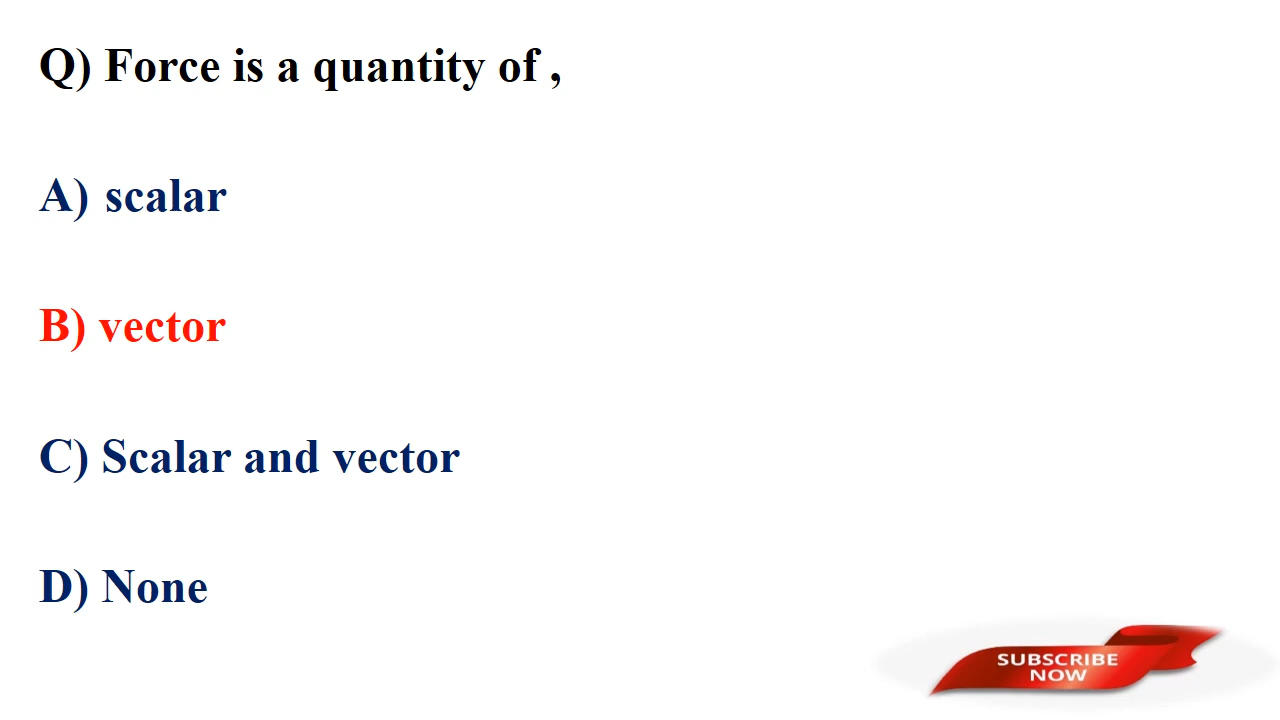 Q) Force is a quantity of ,
A) scalar
B) vector
C) Scalar and vector
D) None
SUBSCRIBE
NOW